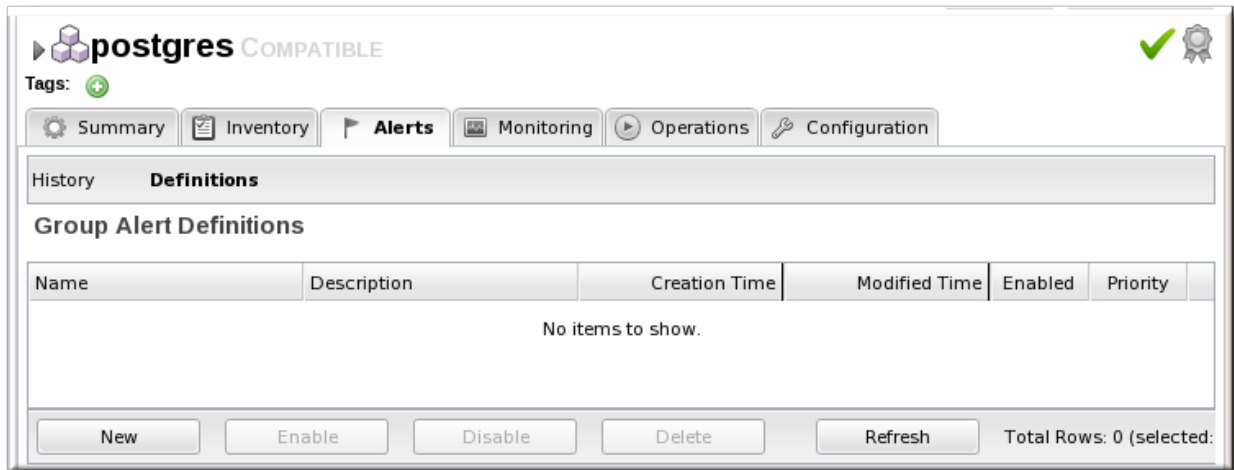 postgres COMPATIBLE
Tags:
Summary Inventory Alerts Monitoring Operations Configuration
History Definitions
Group Alert Definitions
Name Description Creation Time Modified Time Enabled Priority
No items to show.
New Enable Disable Delete Refresh Total Rows: 0 (selected: